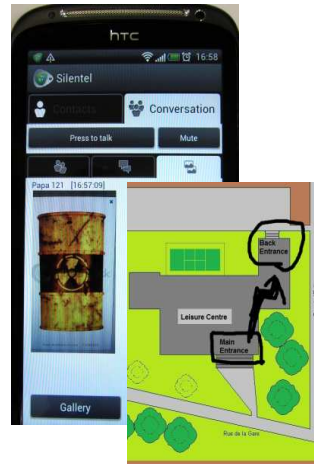 hTC
16:58
Silentel
Contacts
Conversation
Press to talk
Mute
Papa 121 [16:57:09]
Gallery
Back
Entrance
Leisure Centre
Main
Entrance
Rue de la Gare